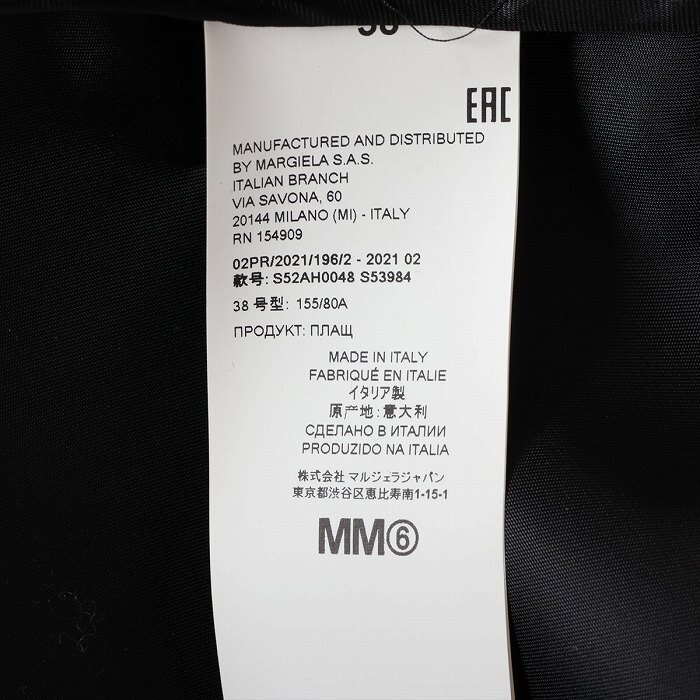 38
EAC
MANUFACTURED AND DISTRIBUTED
BY MARGIELA S.A.S.
ITALIAN BRANCH
VIA SAVONA, 60
20144 MILANO (MI) - ITALY
RN 154909
02PR/2021/196/2 - 2021 02
款号: S52AH0048 S53984
38 号型: 155/80A
ПРОДУКТ: ПЛАЩ
MADE IN ITALY
FABRIQUÉ EN ITALIE
イタリア製
原产地:意大利
СДЕЛАНО В ИТАЛИИ
PRODUZIDO NA ITALIA
株式会社 マルジェラジャパン
東京都渋谷区恵比寿南1-15-1
MM⑥